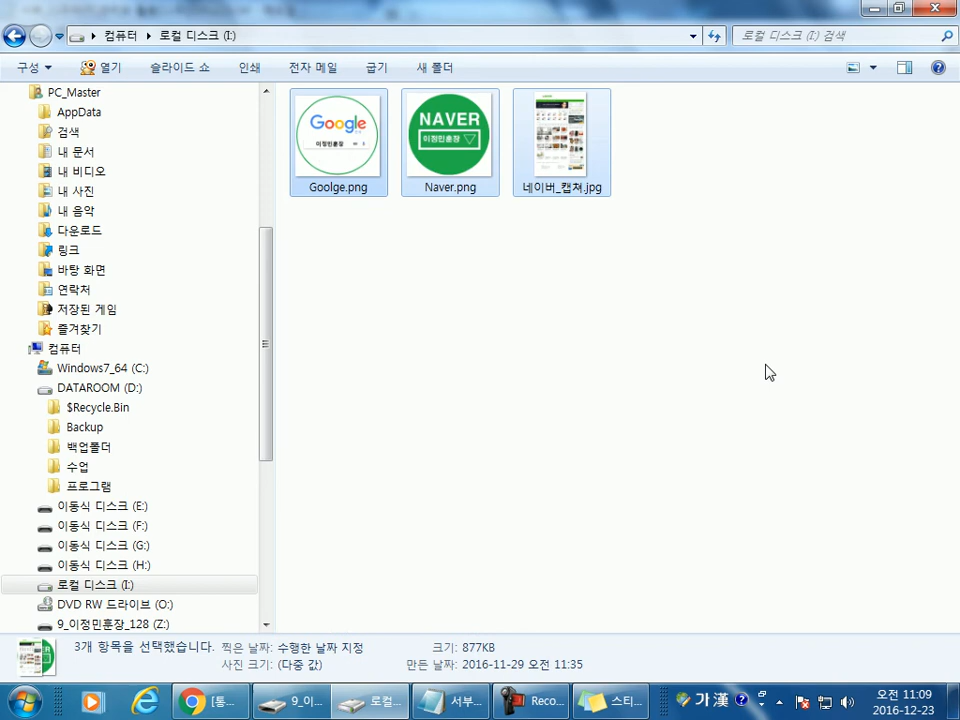 컴퓨터 로컬 디스크 (I:)
로컬 디스크 (I:) 검색
구성 열기 슬라이드 쇼 인쇄 전자 메일 굽기 새 폴더
PC_Master
AppData
검색
내 문서
내 비디오
내 사진
내 음악
다운로드
링크
바탕 화면
연락처
저장된 게임
즐겨찾기
컴퓨터
Windows7_64 (C:)
DATAROOM (D:)
$Recycle.Bin
Backup
백업폴더
수업
프로그램
이동식 디스크 (E:)
이동식 디스크 (F:)
이동식 디스크 (G:)
이동식 디스크 (H:)
로컬 디스크 (I:)
DVD RW 드라이브 (O:)
9_이정민훈장_128 (Z:)
Google
이정민훈장
Goolge.png
NAVER
이정민훈장
Naver.png
네이버_캡쳐.jpg
3개 항목을 선택했습니다. 찍은 날짜: 수행한 날짜 지정 크기: 877KB
사진 크기: (다중 값) 만든 날짜: 2016-11-29 오전 11:35
[통... 9_이... 로컬... 서부... Reco... 스티...
가 漢
오전 11:09
2016-12-23